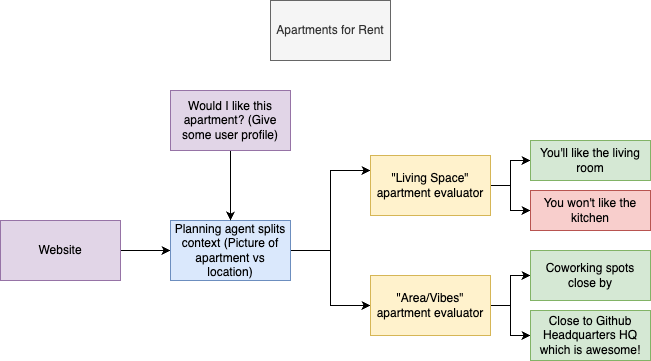 Apartments for Rent
Would I like this
apartment? (Give
some user profile)
Website
Planning agent splits
context (Picture of
apartment vs
location)
"Living Space"
apartment evaluator
"Area/Vibes"
apartment evaluator
You'll like the living
room
You won't like the
kitchen
Coworking spots
close by
Close to Github
Headquarters HQ
which is awesome!